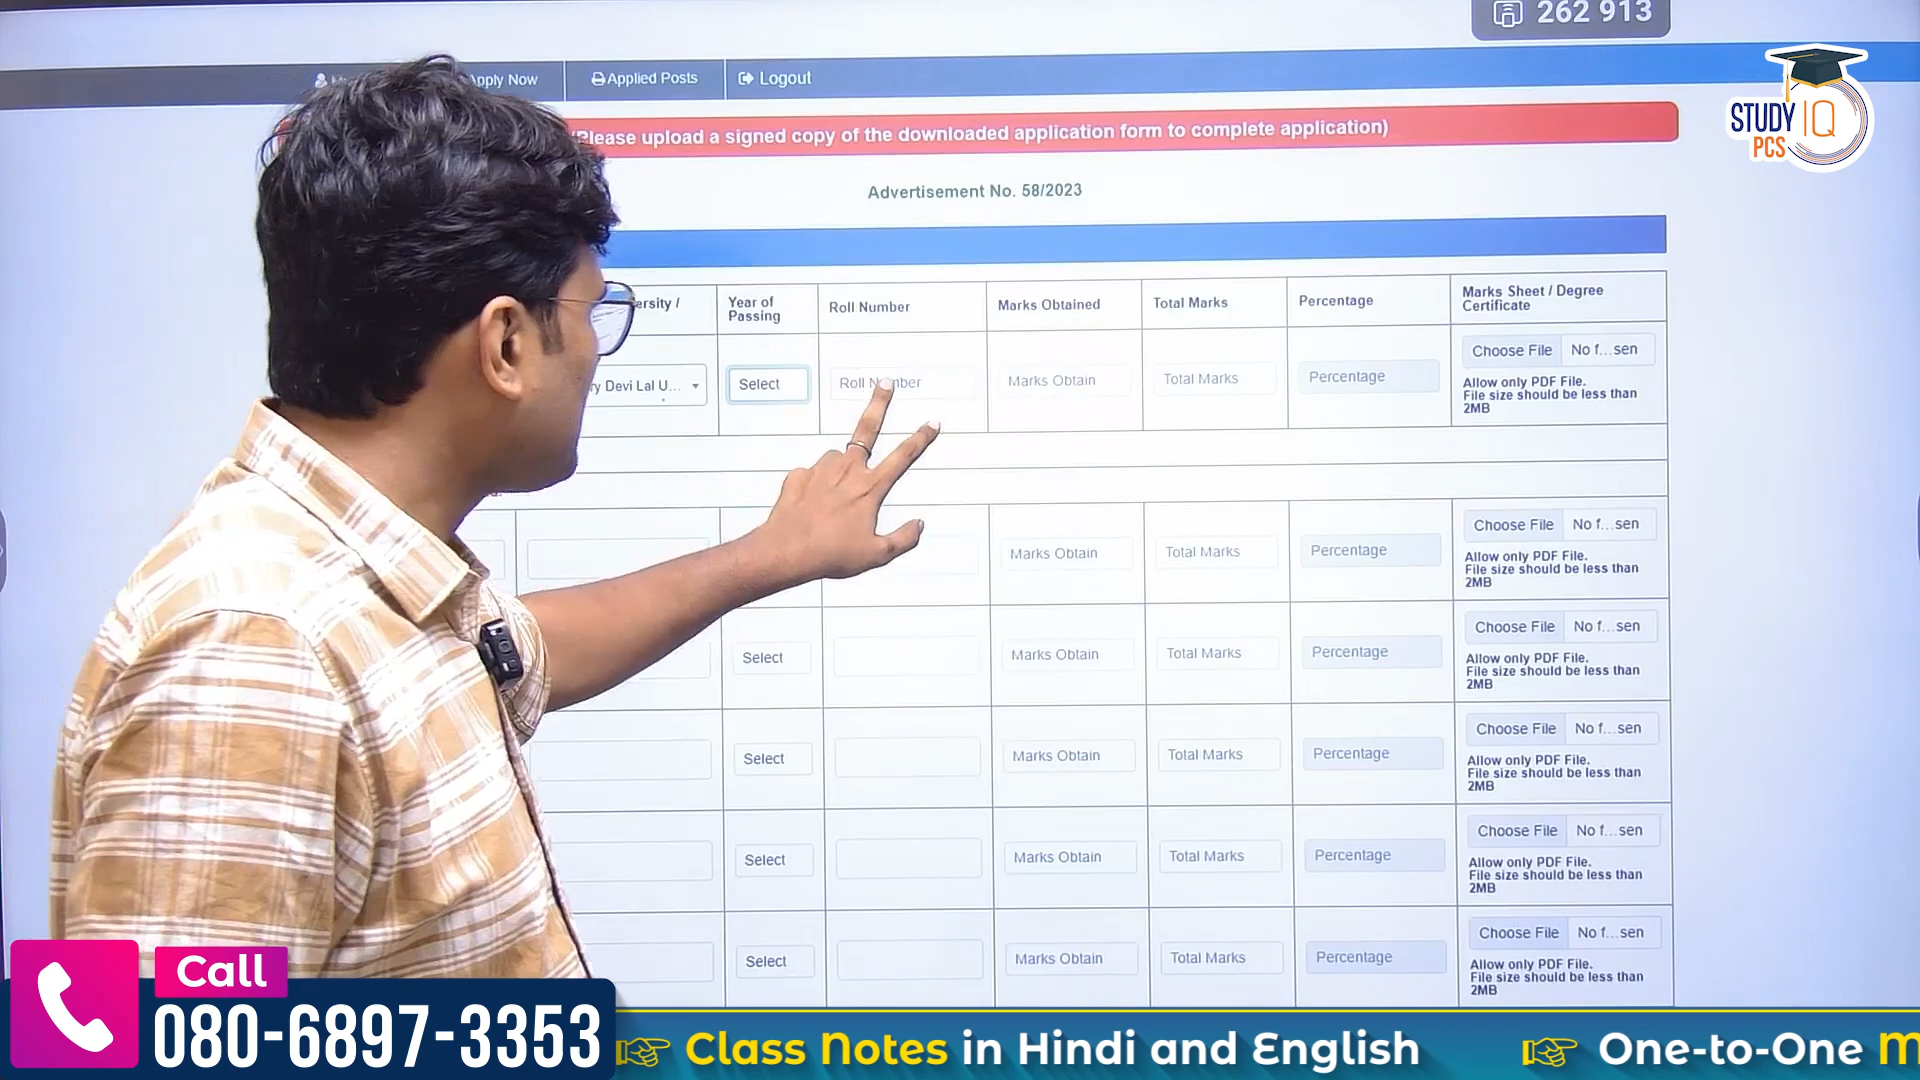 262 913
Apply Now
Applied Posts
Logout
STUDY IQ
PCS
(Please upload a signed copy of the downloaded application form to complete application)
Advertisement No. 58/2023
ersity /
Year of
Passing
Roll Number
Marks Obtained
Total Marks
Percentage
Marks Sheet / Degree
Certificate
ry Devi Lal U...
Select
Roll Number
Marks Obtain
Total Marks
Percentage
Choose File
No f...sen
Allow only PDF File.
File size should be less than
2MB
Marks Obtain
Total Marks
Percentage
Choose File
No f...sen
Allow only PDF File.
File size should be less than
2MB
Select
Marks Obtain
Total Marks
Percentage
Choose File
No f...sen
Allow only PDF File.
File size should be less than
2MB
Select
Marks Obtain
Total Marks
Percentage
Choose File
No f...sen
Allow only PDF File.
File size should be less than
2MB
Select
Marks Obtain
Total Marks
Percentage
Choose File
No f...sen
Allow only PDF File.
File size should be less than
2MB
Select
Marks Obtain
Total Marks
Percentage
Choose File
No f...sen
Allow only PDF File.
File size should be less than
2MB
Call
080-6897-3353
Class Notes in Hindi and English
One-to-One M